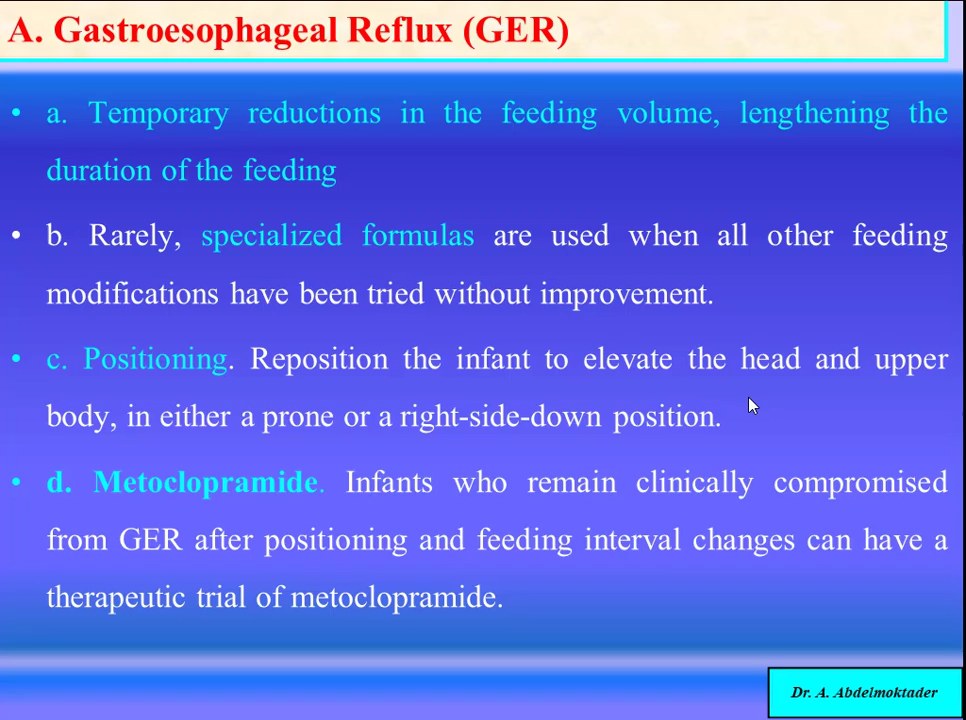 A. Gastroesophageal Reflux (GER)
• a. Temporary reductions in the feeding volume, lengthening the
duration of the feeding
• b. Rarely, specialized formulas are used when all other feeding
modifications have been tried without improvement.
• c. Positioning. Reposition the infant to elevate the head and upper
body, in either a prone or a right-side-down position.
• d. Metoclopramide. Infants who remain clinically compromised
from GER after positioning and feeding interval changes can have a
therapeutic trial of metoclopramide.
Dr. A. Abdelmoktader